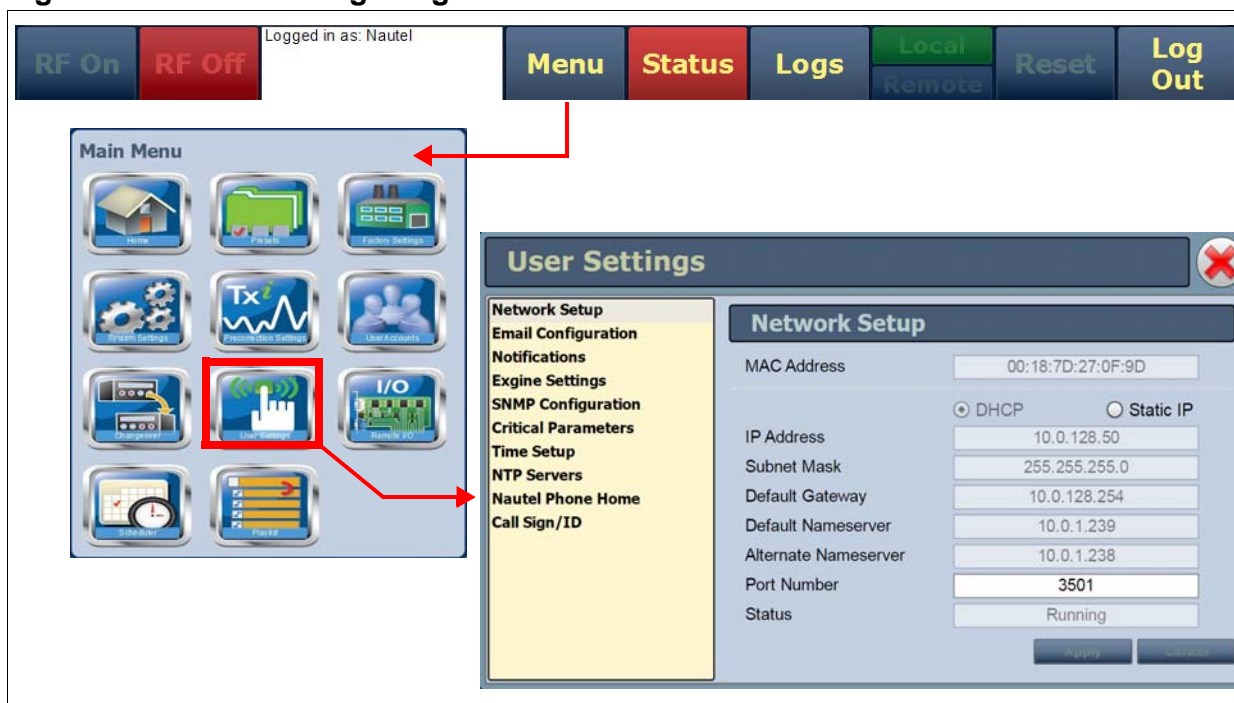 Logged in as: Nautel
RF On
RF Off
Menu
Status
Logs
Local
Remote
Reset
Log Out
Main Menu
Home
Presets
Factory Settings
System Settings
Tx i
Precorrection Settings
User Accounts
Changeover
User Settings
I/O
Remote I/O
Scheduler
Playlist
User Settings
Network Setup
Email Configuration
Notifications
Exgine Settings
SNMP Configuration
Critical Parameters
Time Setup
NTP Servers
Nautel Phone Home
Call Sign/ID
Network Setup
MAC Address 00:18:7D:27:0F:9D
DHCP Static IP
IP Address 10.0.128.50
Subnet Mask 255.255.255.0
Default Gateway 10.0.128.254
Default Nameserver 10.0.1.239
Alternate Nameserver 10.0.1.238
Port Number 3501
Status Running
Apply Cancel